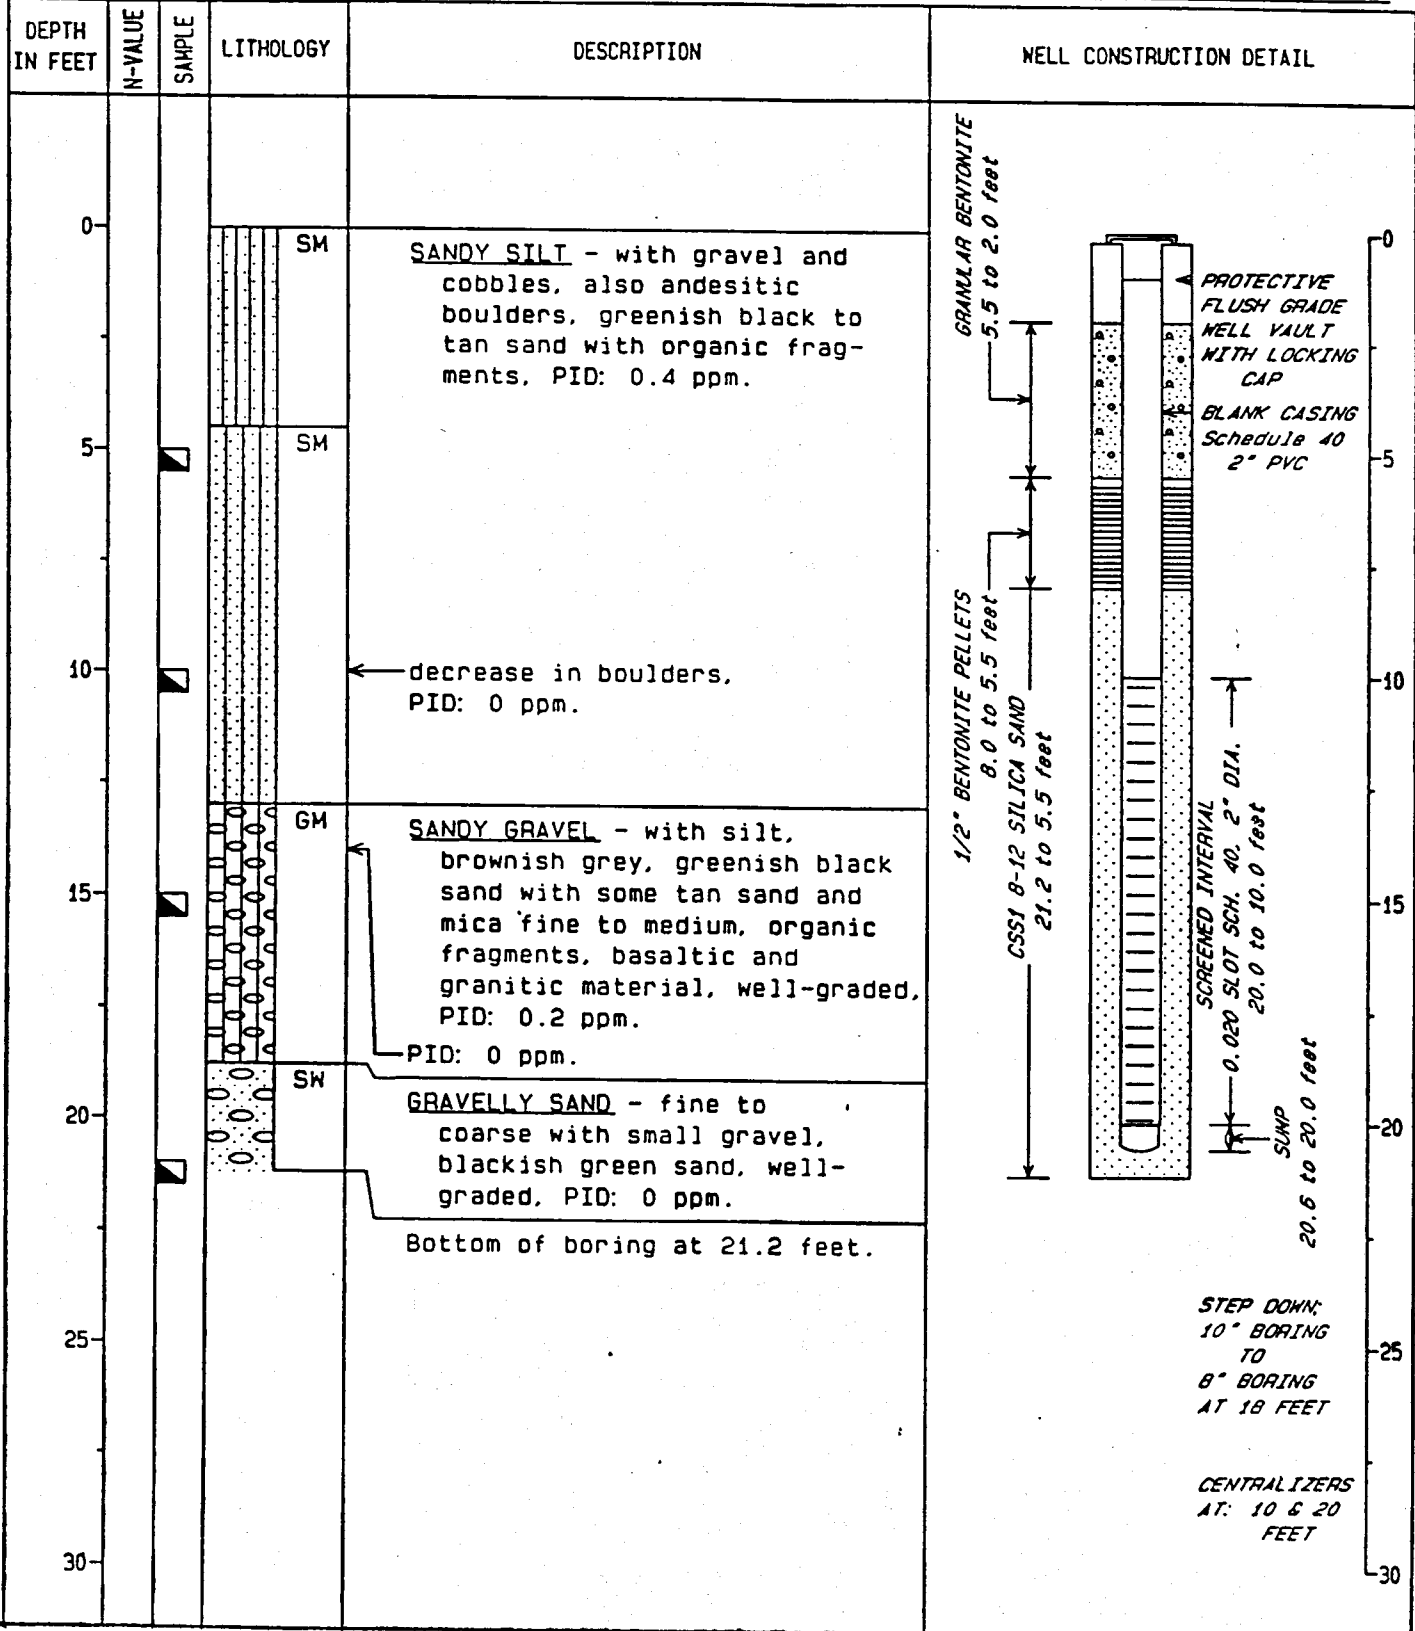 DEPTH
IN FEET
N-VALUE
SAMPLE
LITHOLOGY
DESCRIPTION
WELL CONSTRUCTION DETAIL
0
5
10
15
20
25
30
SM
SM
GM
SW
SANDY SILT - with gravel and
cobbles, also andesitic
boulders, greenish black to
tan sand with organic frag-
ments, PID: 0.4 ppm.
decrease in boulders,
PID: 0 ppm.
SANDY GRAVEL - with silt,
brownish grey, greenish black
sand with some tan sand and
mica fine to medium, organic
fragments, basaltic and
granitic material, well-graded,
PID: 0.2 ppm.
PID: 0 ppm.
GRAVELLY SAND - fine to
coarse with small gravel,
blackish green sand, well-
graded, PID: 0 ppm.
Bottom of boring at 21.2 feet.
GRANULAR BENTONITE
5.5 to 2.0 feet
1/2" BENTONITE PELLETS
8.0 to 5.5 feet
CSSI 8-12 SILICA SAND
21.2 to 5.5 feet
PROTECTIVE
FLUSH GRADE
WELL VAULT
WITH LOCKING
CAP
BLANK CASING
Schedule 40
2" PVC
SCREENED INTERVAL
0.020 SLOT SCH. 40, 2" DIA.
20.0 to 10.0 feet
SUMP
20.6 to 20.0 feet
STEP DOWN:
10" BORING
TO
8" BORING
AT 18 FEET
CENTRALIZERS
AT: 10 & 20
FEET
0
5
10
15
20
25
30